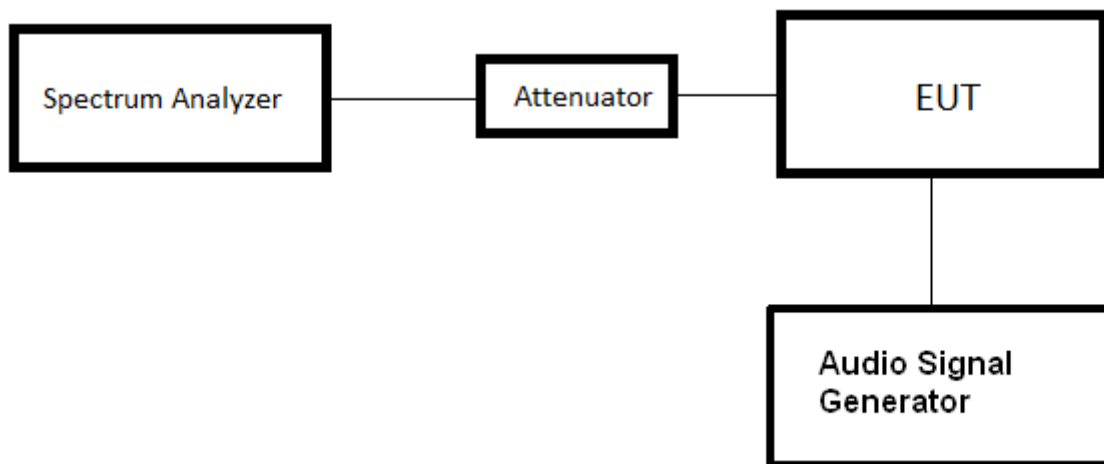 Spectrum Analyzer
Attenuator
EUT
Audio Signal
Generator